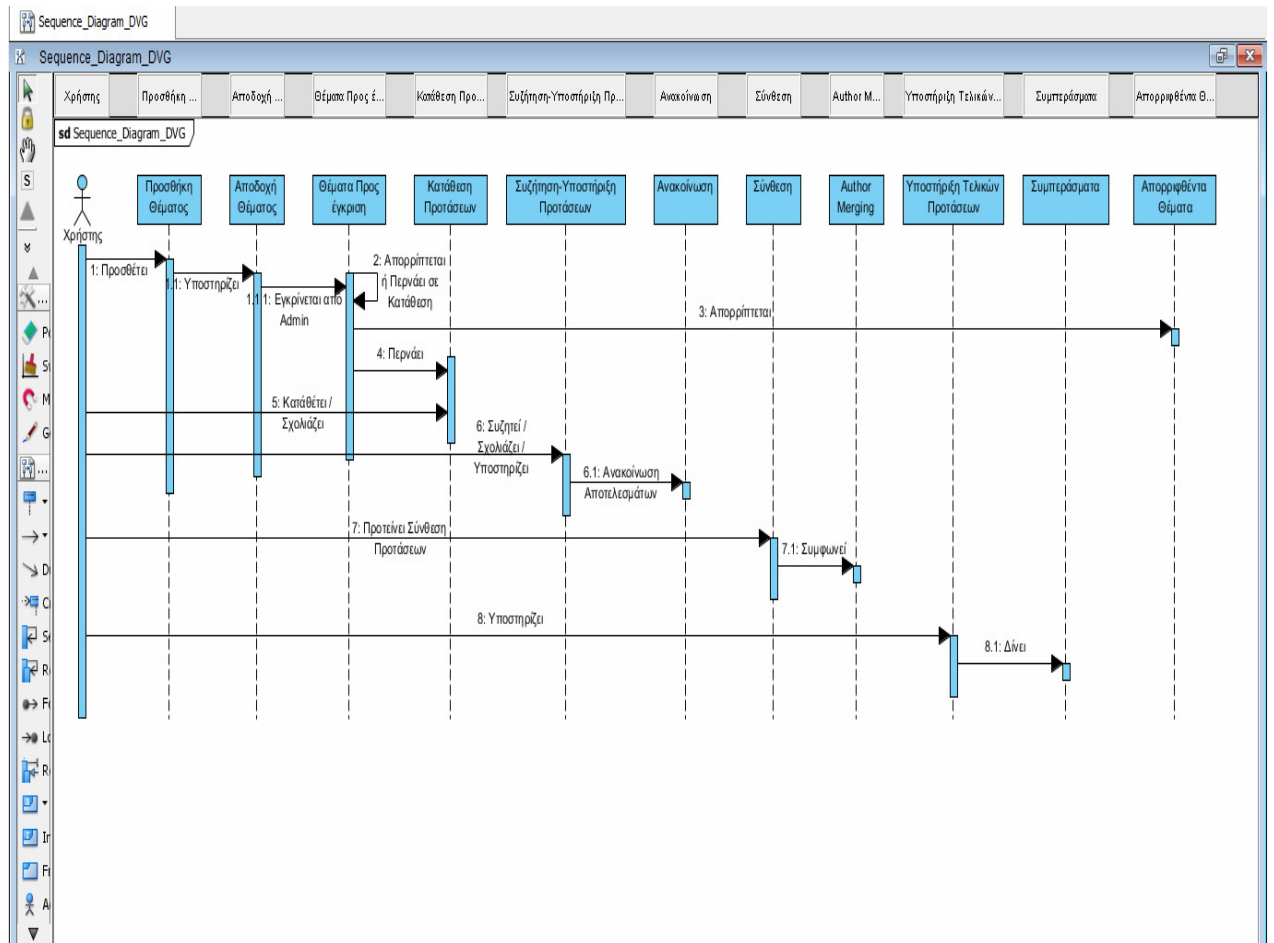 Sequence_Diagram_DVG
Sequence_Diagram_DVG
Χρήστης Προσθήκη ... Αποδοχή ... Θέματα Προς έ... Κατάθεση Προ... Συζήτηση-Υποστήριξη Πρ... Ανακοίνωση Σύνθεση Author M... Υποστήριξη Τελικών... Συμπεράσματα Απορριφθέντα Θ...
sd Sequence_Diagram_DVG
S
Προσθήκη
Θέματος
Αποδοχή
Θέματος
Θέματα Προς
έγκριση
Κατάθεση
Προτάσεων
Συζήτηση-Υποστήριξη
Προτάσεων
Ανακοίνωση
Σύνθεση
Author
Merging
Υποστήριξη Τελικών
Προτάσεων
Συμπεράσματα
Απορριφθέντα
Θέματα
Χρήστης
1: Προσθέτει
1.1: Υποστηρίζει
1.1.1: Εγκρίνεται από
Admin
2: Απορρίπτεται
ή Περνάει σε
Κατάθεση
3: Απορρίπτεται
4: Περνάει
5: Κατάθέτει /
Σχολιάζει
6: Συζητεί /
Σχολιάζει /
Υποστηρίζει
6.1: Ανακοίνωση
Αποτελεσμάτων
7: Προτείνει Σύνθεση
Προτάσεων
7.1: Συμφωνεί
8: Υποστηρίζει
8.1: Δίνει